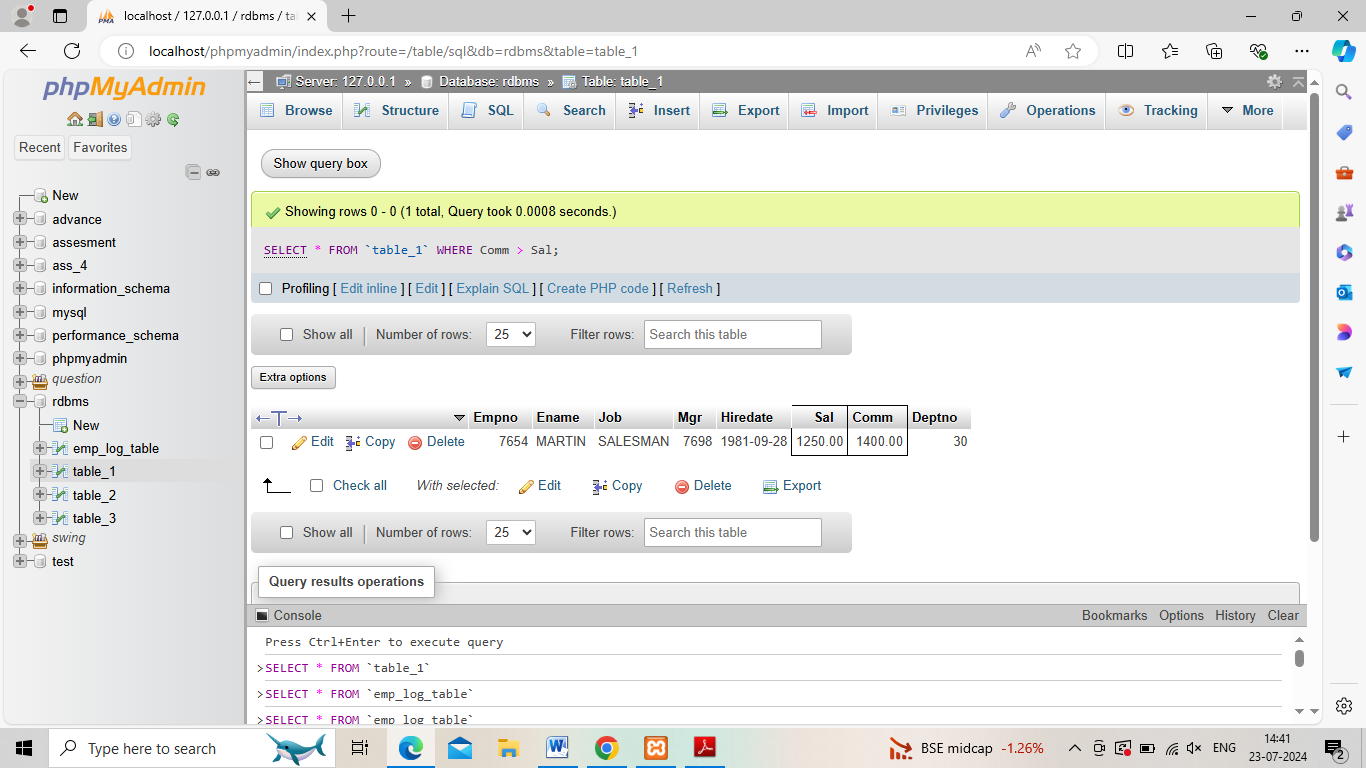 localhost / 127.0.0.1 / rdbms / ta
localhost/phpmyadmin/index.php?route=/table/sql&db=rdbms&table=table_1
phpMyAdmin
Recent Favorites
New
advance
assesment
ass_4
information_schema
mysql
performance_schema
phpmyadmin
question
rdbms
New
emp_log_table
table_1
table_2
table_3
swing
test
Server: 127.0.0.1 » Database: rdbms » Table: table_1
Browse Structure SQL Search Insert Export Import Privileges Operations Tracking More
Show query box
Showing rows 0 - 0 (1 total, Query took 0.0008 seconds.)
SELECT * FROM `table_1` WHERE Comm > Sal;
Profiling [ Edit inline ] [ Edit ] [ Explain SQL ] [ Create PHP code ] [ Refresh ]
Show all Number of rows: 25 Filter rows: Search this table
Extra options
Empno Ename Job Mgr Hiredate Sal Comm Deptno
Edit Copy Delete 7654 MARTIN SALESMAN 7698 1981-09-28 1250.00 1400.00 30
Check all With selected: Edit Copy Delete Export
Show all Number of rows: 25 Filter rows: Search this table
Query results operations
Console Bookmarks Options History Clear
Press Ctrl+Enter to execute query
>SELECT * FROM `table_1`
>SELECT * FROM `emp_log_table`
>SELECT * FROM `emp_log_table`
Type here to search
BSE midcap -1.26%
ENG
14:41
23-07-2024
2